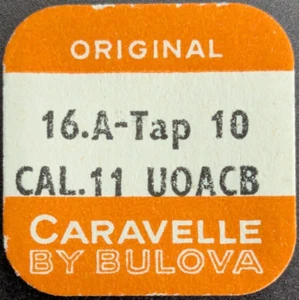 ORIGINAL
16.A-Tap 10
CAL.11 UOACB
CARAVELLE
BY BULOVA